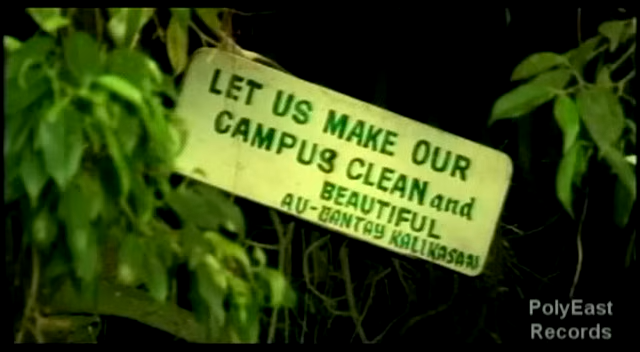 LET US MAKE OUR
CAMPUS CLEAN and
BEAUTIFUL
AU-BANTAY KALIKASAN
PolyEast
Records